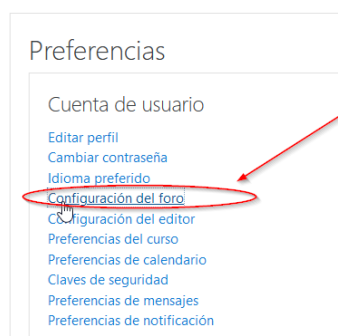 Preferencias
Cuenta de usuario
Editar perfil
Cambiar contraseña
Idioma preferido
Configuración del foro
Configuración del editor
Preferencias del curso
Preferencias de calendario
Claves de seguridad
Preferencias de mensajes
Preferencias de notificación